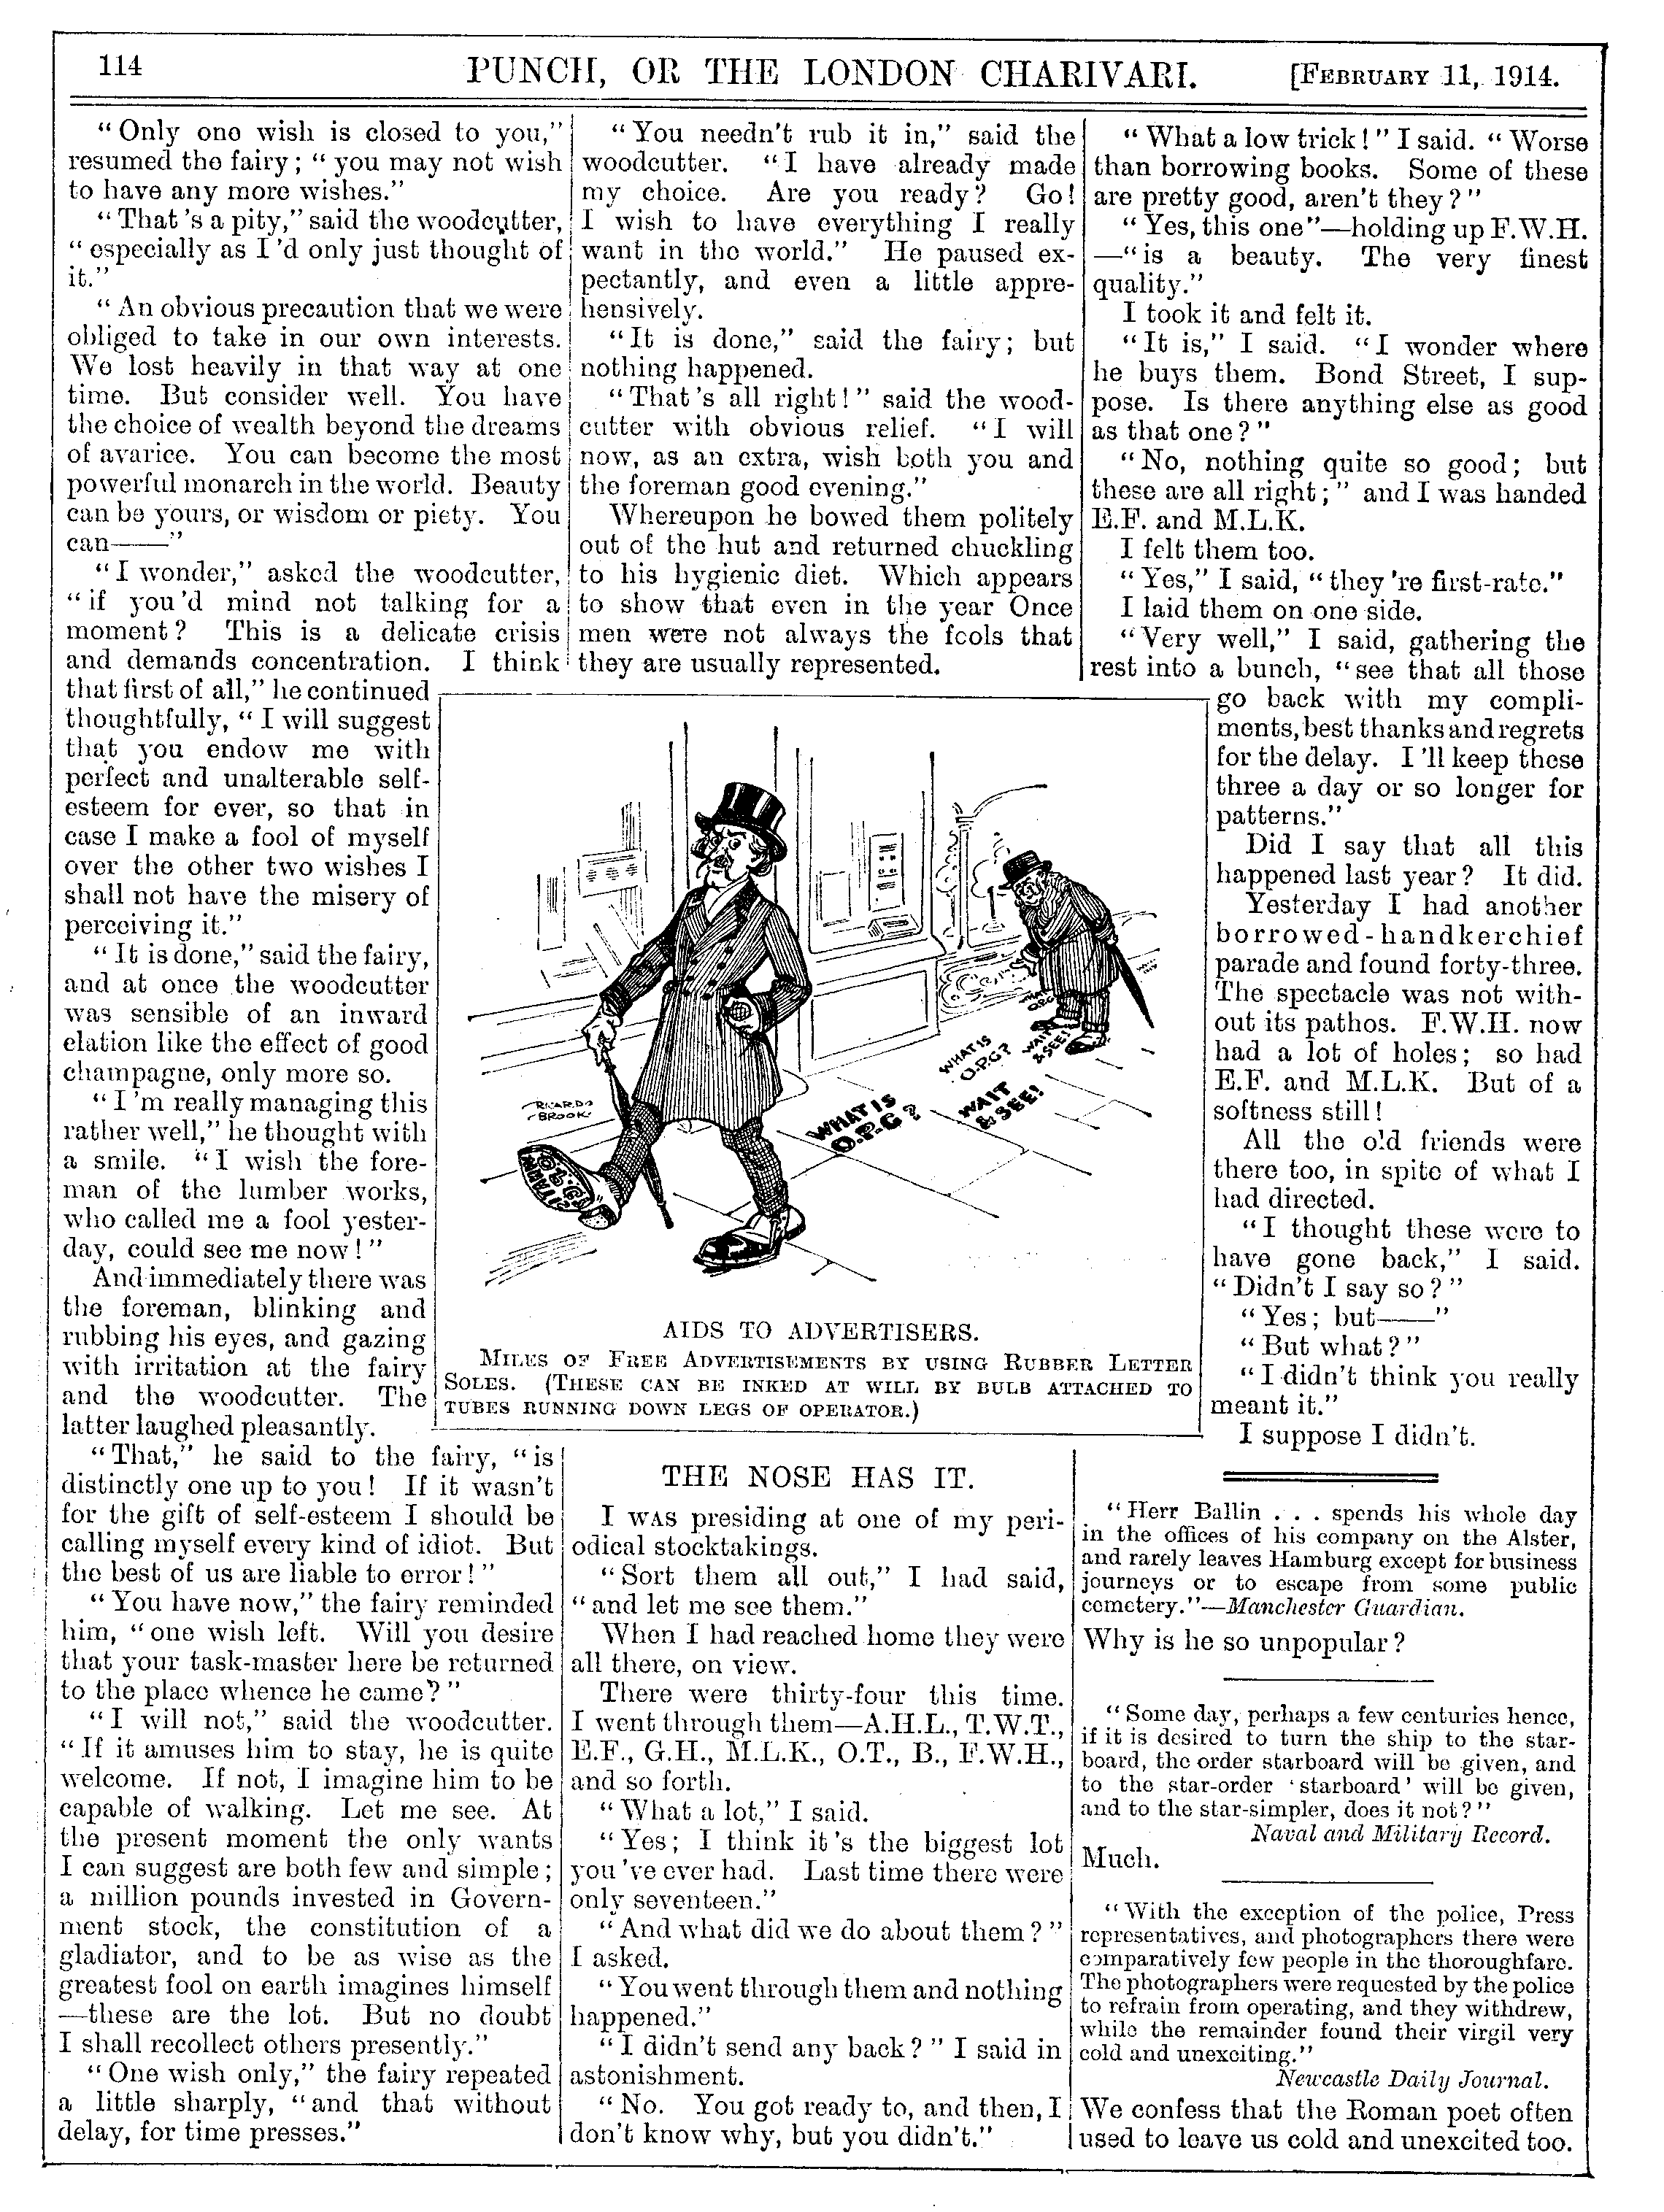 114
PUNCH, OR THE LONDON CHARIVARI.
[FEBRUARY 11, 1914.
"Only one wish is closed to you,"
resumed the fairy; "you may not wish
to have any more wishes."
"That's a pity," said the woodcutter,
"especially as I'd only just thought of
it."
"An obvious precaution that we were
obliged to take in our own interests.
We lost heavily in that way at one
time. But consider well. You have
the choice of wealth beyond the dreams
of avarice. You can become the most
powerful monarch in the world. Beauty
can be yours, or wisdom or piety. You
can——"
"I wonder," asked the woodcutter,
"if you'd mind not talking for a
moment? This is a delicate crisis
and demands concentration. I think
that first of all," he continued
thoughtfully, "I will suggest
that you endow me with
perfect and unalterable self-
esteem for ever, so that in
case I make a fool of myself
over the other two wishes I
shall not have the misery of
perceiving it."
"It is done," said the fairy,
and at once the woodcutter
was sensible of an inward
elation like the effect of good
champagne, only more so.
"I'm really managing this
rather well," he thought with
a smile. "I wish the fore-
man of the lumber works,
who called me a fool yester-
day, could see me now!"
And immediately there was
the foreman, blinking and
rubbing his eyes, and gazing
with irritation at the fairy
and the woodcutter. The
latter laughed pleasantly.
"That," he said to the fairy, "is
distinctly one up to you! If it wasn't
for the gift of self-esteem I should be
calling myself every kind of idiot. But
the best of us are liable to error!"
"You have now," the fairy reminded
him, "one wish left. Will you desire
that your task-master here be returned
to the place whence he came?"
"I will not," said the woodcutter.
"If it amuses him to stay, he is quite
welcome. If not, I imagine him to be
capable of walking. Let me see. At
the present moment the only wants
I can suggest are both few and simple;
a million pounds invested in Govern-
ment stock, the constitution of a
gladiator, and to be as wise as the
greatest fool on earth imagines himself
—these are the lot. But no doubt
I shall recollect others presently."
"One wish only," the fairy repeated
a little sharply, "and that without
delay, for time presses."
"You needn't rub it in," said the
woodcutter. "I have already made
my choice. Are you ready? Go!
I wish to have everything I really
want in the world." He paused ex-
pectantly, and even a little appre-
hensively.
"It is done," said the fairy; but
nothing happened.
"That's all right!" said the wood-
cutter with obvious relief. "I will
now, as an extra, wish both you and
the foreman good evening."
Whereupon he bowed them politely
out of the hut and returned chuckling
to his hygienic diet. Which appears
to show that even in the year Once
men were not always the fools that
they are usually represented.
RICARDO
BROOK
WHAT IS
O.P.G?
WAIT
& SEE!
WHAT IS
O.P.G?
WAIT
& SEE!
AIDS TO ADVERTISERS.
MILES OF FREE ADVERTISEMENTS BY USING RUBBER LETTER
SOLES. (THESE CAN BE INKED AT WILL BY BULB ATTACHED TO
TUBES RUNNING DOWN LEGS OF OPERATOR.)
THE NOSE HAS IT.
I WAS presiding at one of my peri-
odical stocktakings.
"Sort them all out," I had said,
"and let me see them."
When I had reached home they were
all there, on view.
There were thirty-four this time.
I went through them—A.H.L., T.W.T.,
E.F., G.H., M.L.K., O.T., B., F.W.H.,
and so forth.
"What a lot," I said.
"Yes; I think it's the biggest lot
you've ever had. Last time there were
only seventeen."
"And what did we do about them?"
I asked.
"You went through them and nothing
happened."
"I didn't send any back?" I said in
astonishment.
"No. You got ready to, and then, I
don't know why, but you didn't."
"What a low trick!" I said. "Worse
than borrowing books. Some of these
are pretty good, aren't they?"
"Yes, this one"—holding up F.W.H.
—"is a beauty. The very finest
quality."
I took it and felt it.
"It is," I said. "I wonder where
he buys them. Bond Street, I sup-
pose. Is there anything else as good
as that one?"
"No, nothing quite so good; but
these are all right;" and I was handed
E.F. and M.L.K.
I felt them too.
"Yes," I said, "they're first-rate."
I laid them on one side.
"Very well," I said, gathering the
rest into a bunch, "see that all those
go back with my compli-
ments, best thanks and regrets
for the delay. I'll keep these
three a day or so longer for
patterns."
Did I say that all this
happened last year? It did.
Yesterday I had another
borrowed-handkerchief
parade and found forty-three.
The spectacle was not with-
out its pathos. F.W.H. now
had a lot of holes; so had
E.F. and M.L.K. But of a
softness still!
All the old friends were
there too, in spite of what I
had directed.
"I thought these were to
have gone back," I said.
"Didn't I say so?"
"Yes; but——"
"But what?"
"I didn't think you really
meant it."
I suppose I didn't.
"Herr Ballin . . . spends his whole day
in the offices of his company on the Alster,
and rarely leaves Hamburg except for business
journeys or to escape from some public
cemetery."—Manchester Guardian.
Why is he so unpopular?
"Some day, perhaps a few centuries hence,
if it is desired to turn the ship to the star-
board, the order starboard will be given, and
to the star-order 'starboard' will be given,
and to the star-simpler, does it not?"
Naval and Military Record.
Much.
"With the exception of the police, Press
representatives, and photographers there were
comparatively few people in the thoroughfare.
The photographers were requested by the police
to refrain from operating, and they withdrew,
while the remainder found their virgil very
cold and unexciting."
Newcastle Daily Journal.
We confess that the Roman poet often
used to leave us cold and unexcited too.